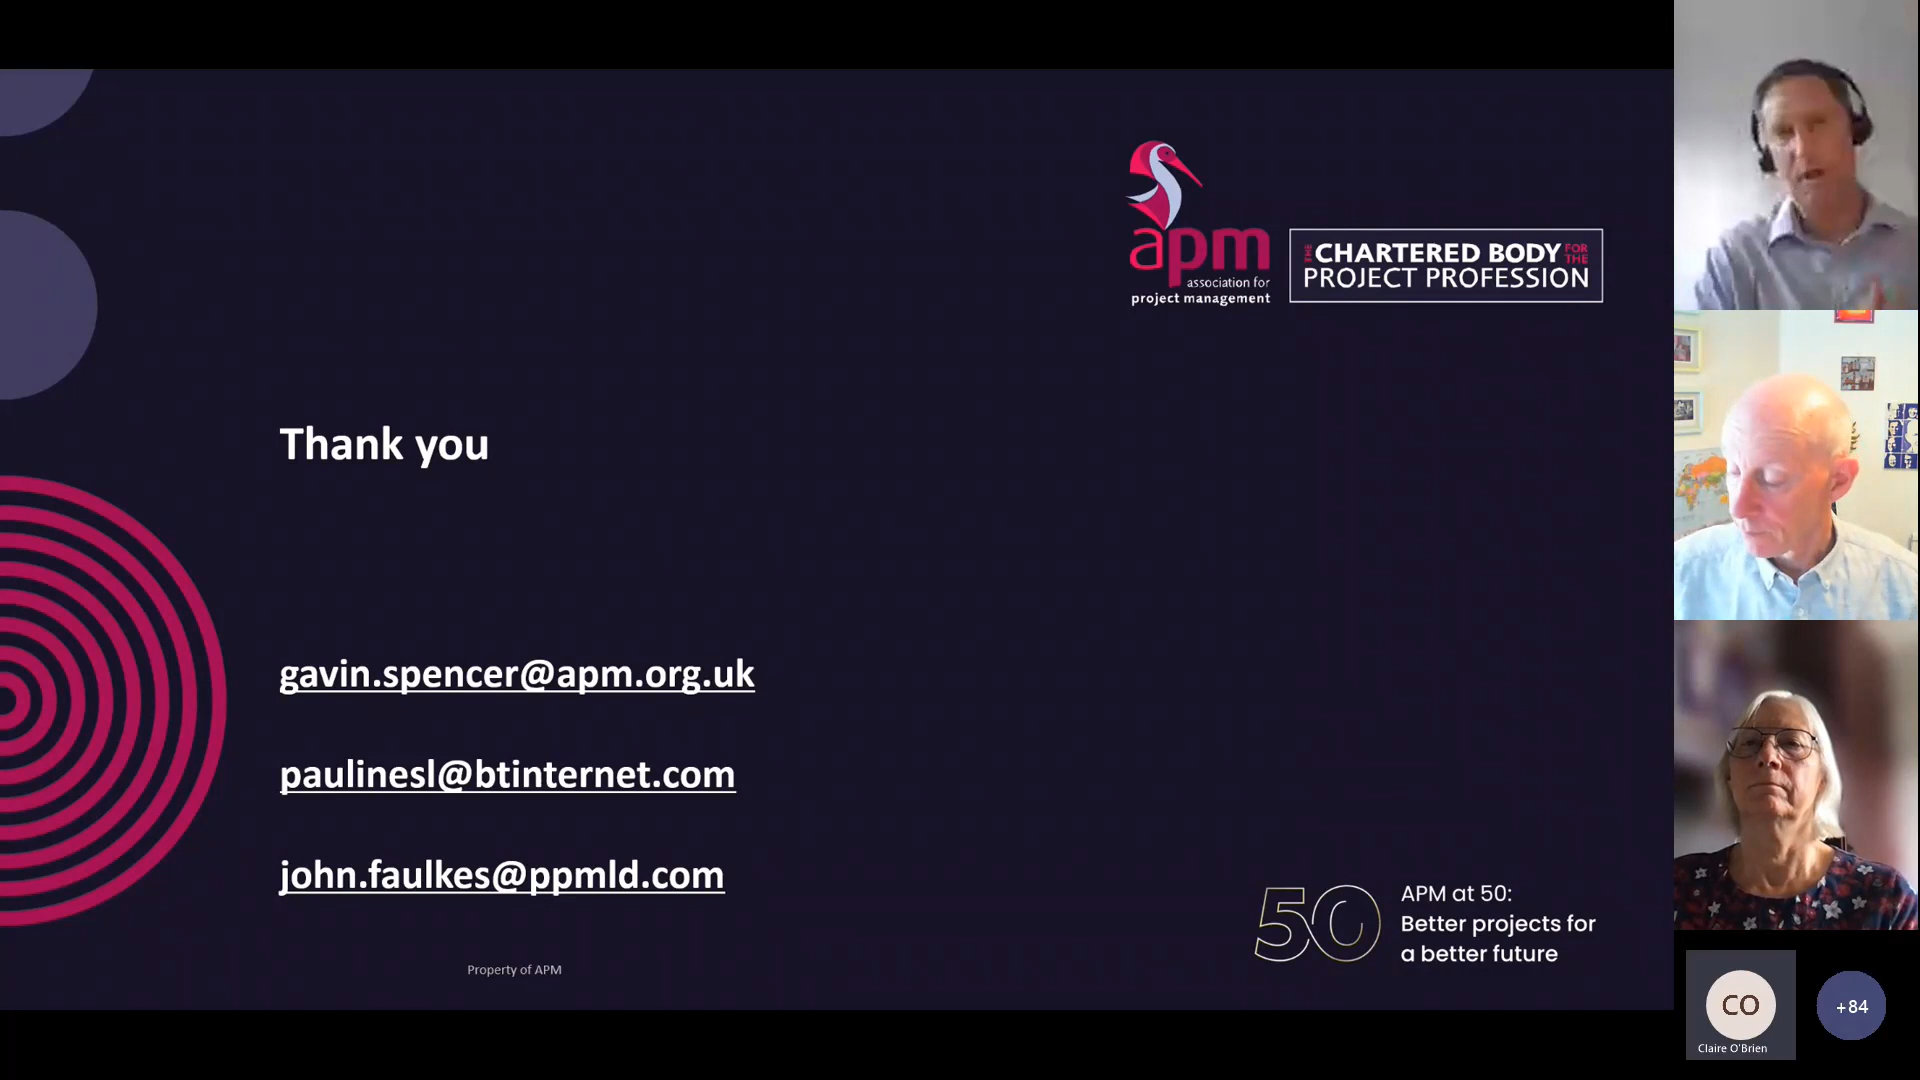 apm
association for
project management
THE CHARTERED BODY FOR THE
PROJECT PROFESSION
Thank you
gavin.spencer@apm.org.uk
paulinesl@btinternet.com
john.faulkes@ppmld.com
50
APM at 50:
Better projects for
a better future
Property of APM
CO
Claire O'Brien
+84